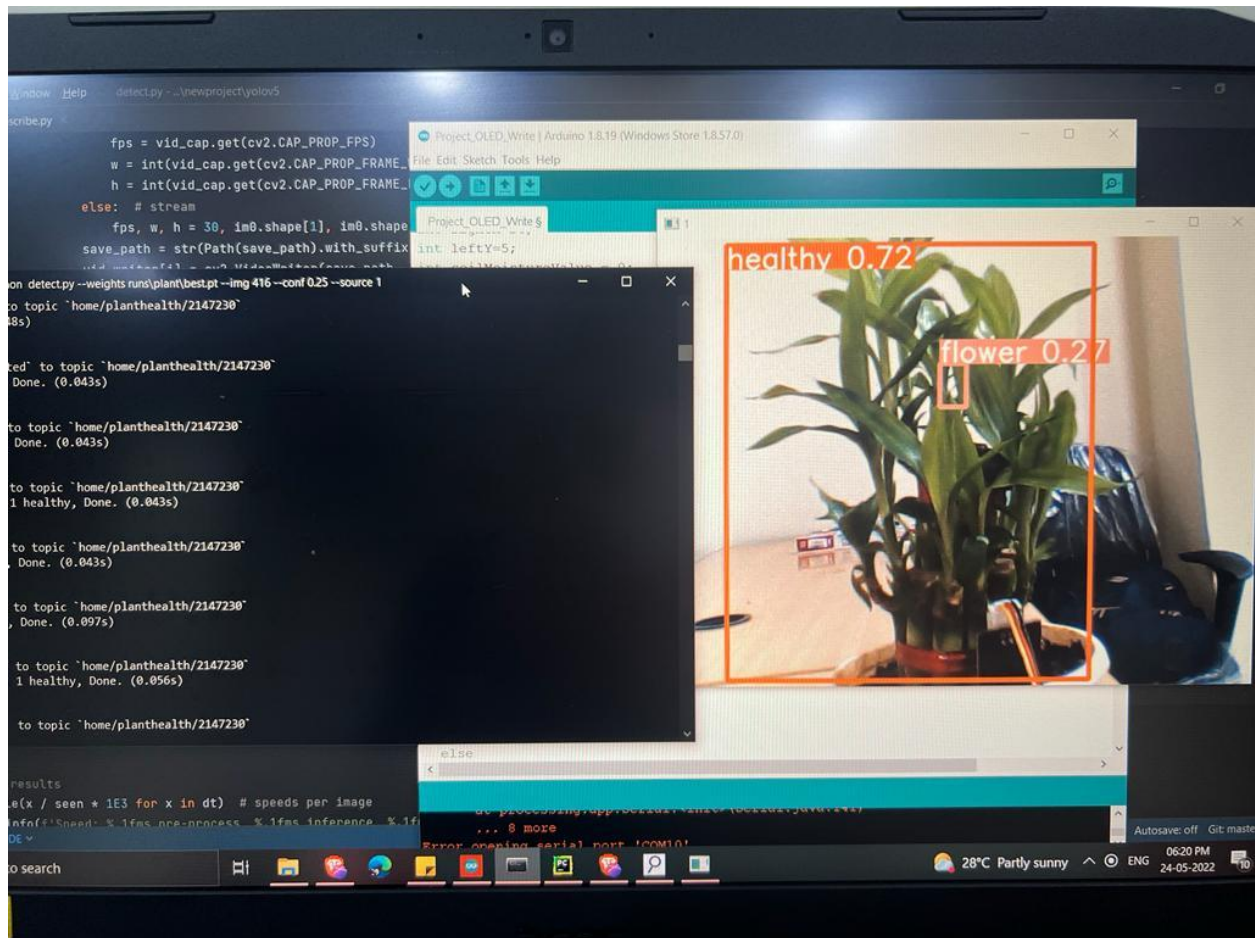 Window Help detect.py - ...\newproject\yolov5
scribe.py
fps = vid_cap.get(cv2.CAP_PROP_FPS)
w = int(vid_cap.get(cv2.CAP_PROP_FRAME_
h = int(vid_cap.get(cv2.CAP_PROP_FRAME_
else: # stream
fps, w, h = 30, im0.shape[1], im0.shape
save_path = str(Path(save_path).with_suffix
Project_OLED_Write | Arduino 1.8.19 (Windows Store 1.8.57.0)
File Edit Sketch Tools Help
Project_OLED_Write §
int leftY=5;
1
healthy 0.72
flower 0.27
on detect.py --weights runs\plant\best.pt --img 416 --conf 0.25 --source 1
to topic `home/planthealth/2147230`
48s)
ted` to topic `home/planthealth/2147230`
Done. (0.043s)
to topic `home/planthealth/2147230`
Done. (0.043s)
to topic `home/planthealth/2147230`
1 healthy, Done. (0.043s)
to topic `home/planthealth/2147230`
, Done. (0.043s)
to topic `home/planthealth/2147230`
, Done. (0.097s)
to topic `home/planthealth/2147230`
1 healthy, Done. (0.056s)
to topic `home/planthealth/2147230`
else
results
le(x / seen * 1E3 for x in dt) # speeds per image
... 8 more
Error opening serial port 'COM10'
Autosave: off Git: maste
to search
28°C Partly sunny
ENG
06:20 PM
24-05-2022
10